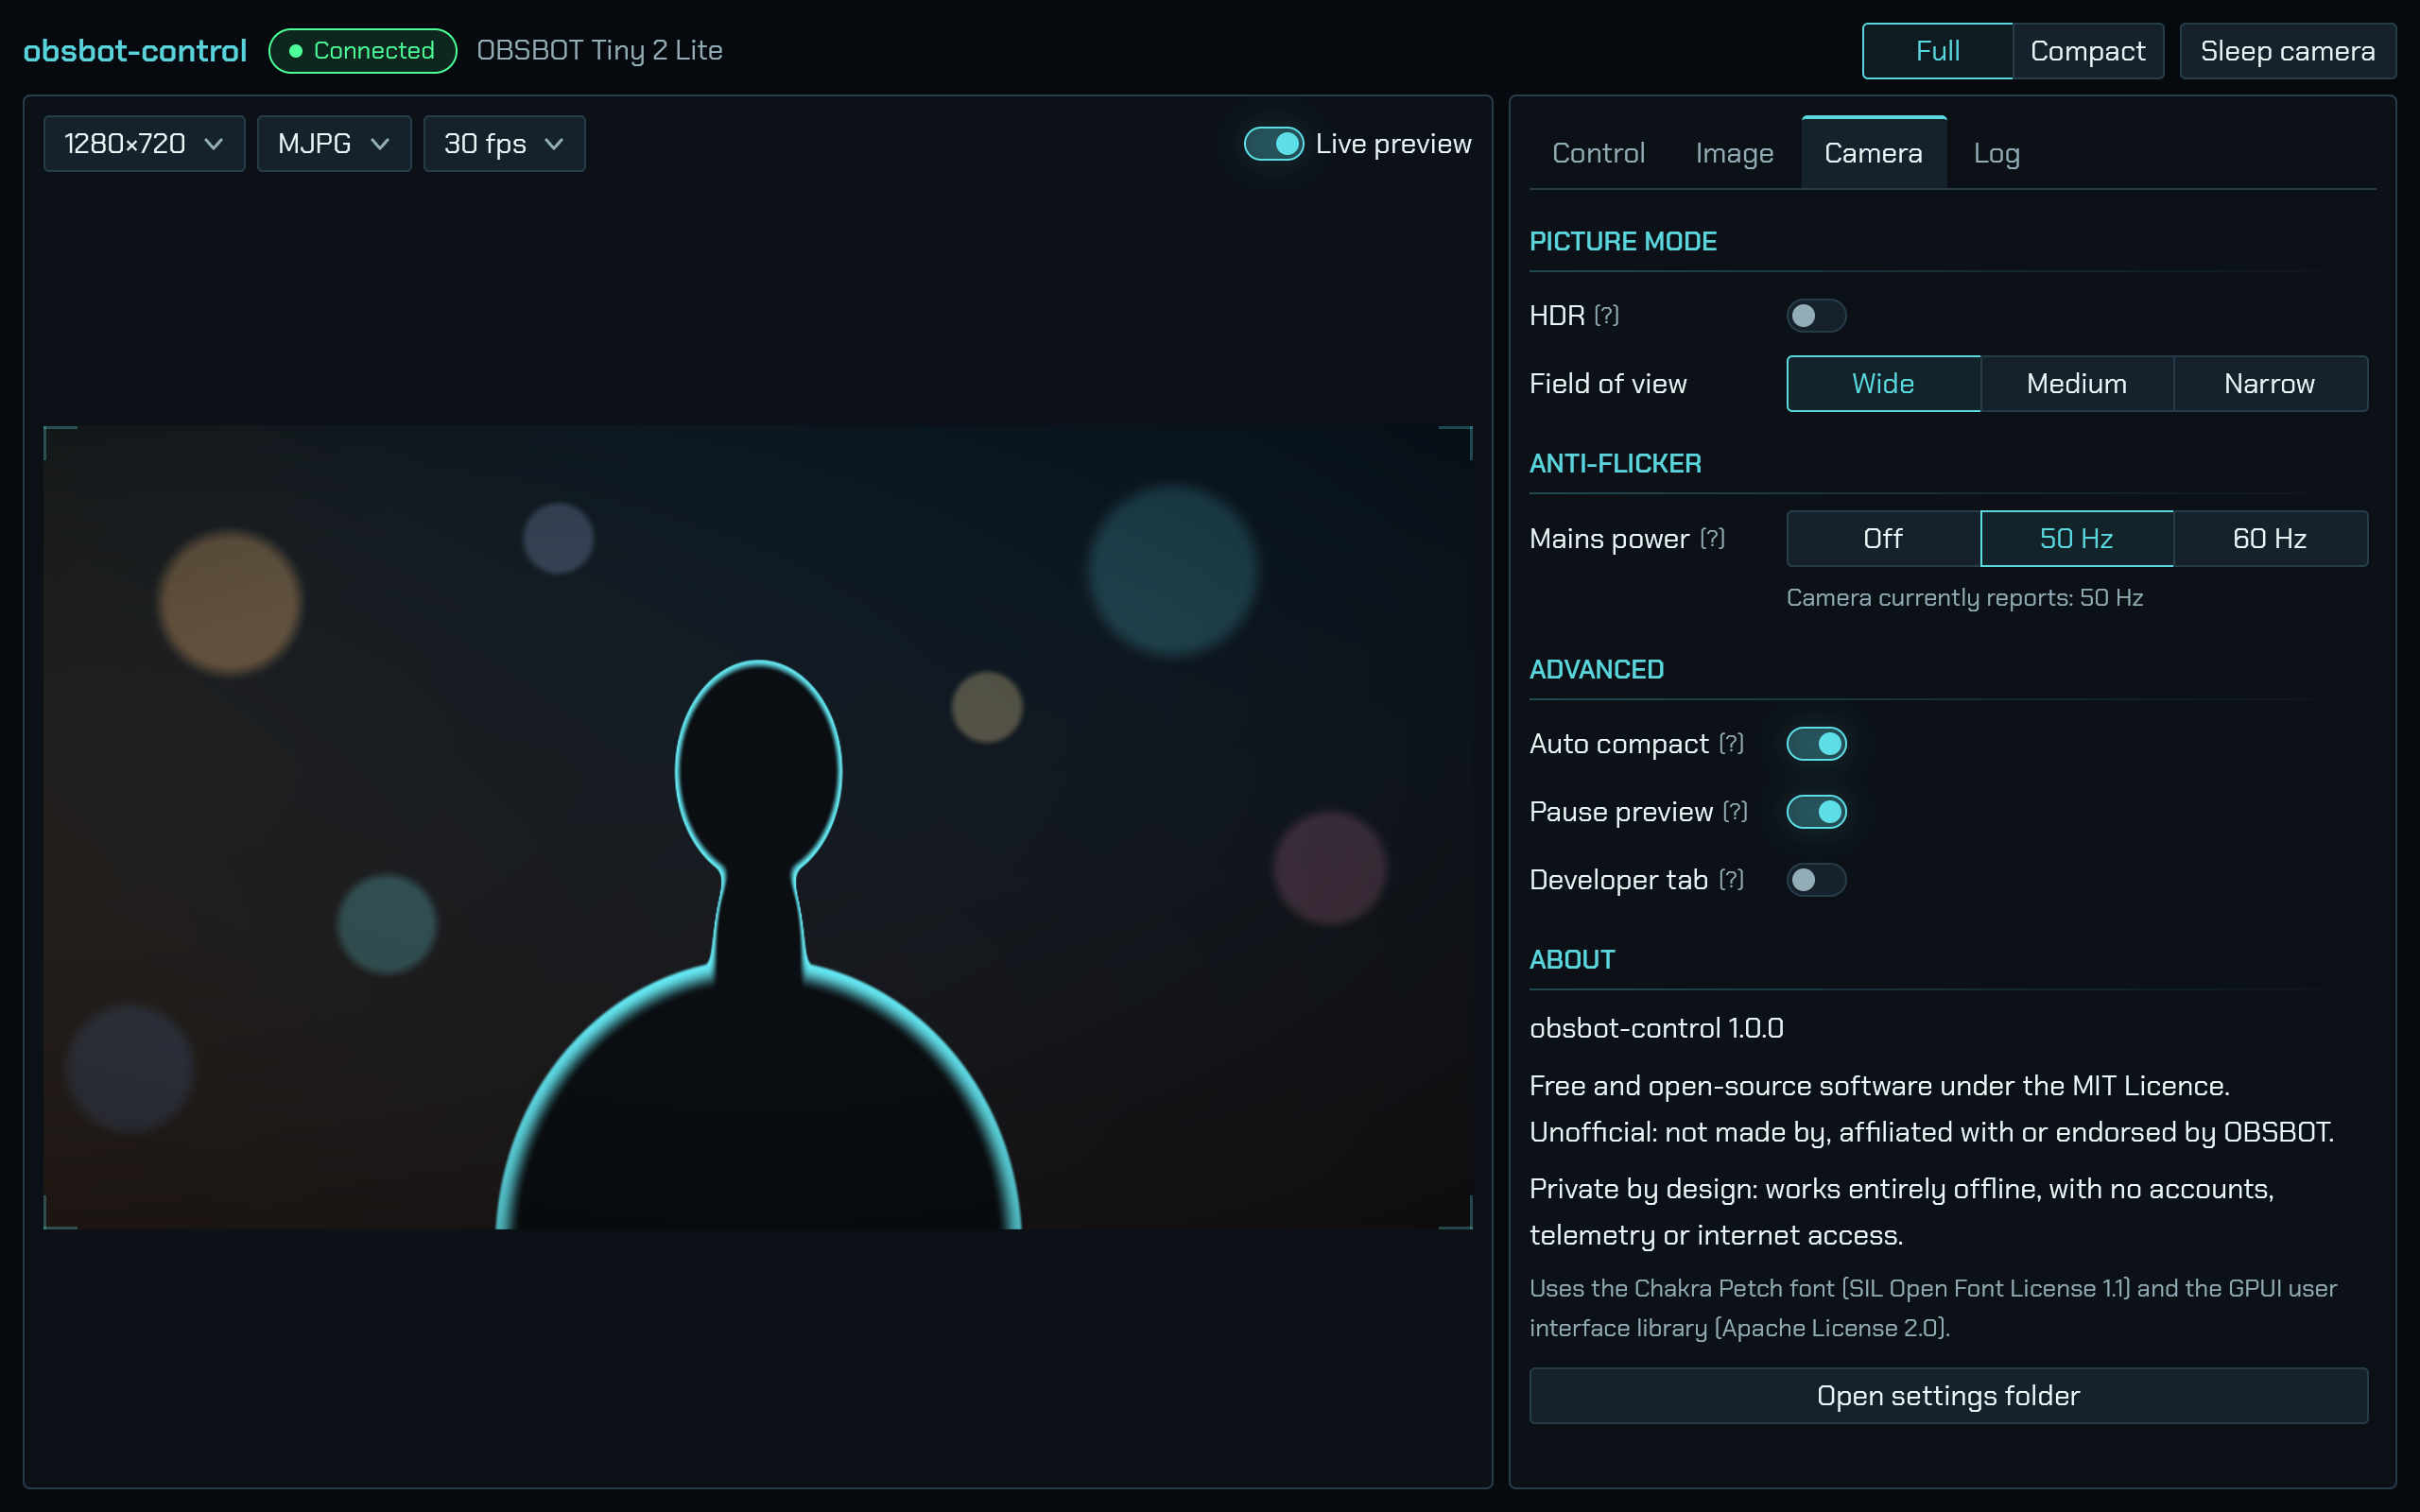 obsbot-control
Connected
OBSBOT Tiny 2 Lite
Full
Compact
Sleep camera
1280×720
MJPG
30 fps
Live preview
Control
Image
Camera
Log
PICTURE MODE
HDR [?]
Field of view
Wide
Medium
Narrow
ANTI-FLICKER
Mains power [?]
Off
50 Hz
60 Hz
Camera currently reports: 50 Hz
ADVANCED
Auto compact [?]
Pause preview [?]
Developer tab [?]
ABOUT
obsbot-control 1.0.0
Free and open-source software under the MIT Licence.
Unofficial: not made by, affiliated with or endorsed by OBSBOT.
Private by design: works entirely offline, with no accounts,
telemetry or internet access.
Uses the Chakra Petch font (SIL Open Font License 1.1) and the GPUI user
interface library (Apache License 2.0).
Open settings folder